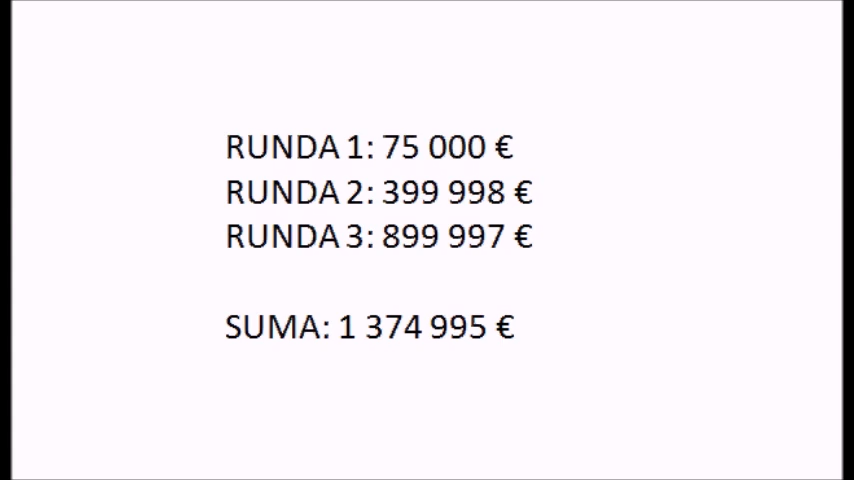 RUNDA 1: 75 000 €
RUNDA 2: 399 998 €
RUNDA 3: 899 997 €
SUMA: 1 374 995 €